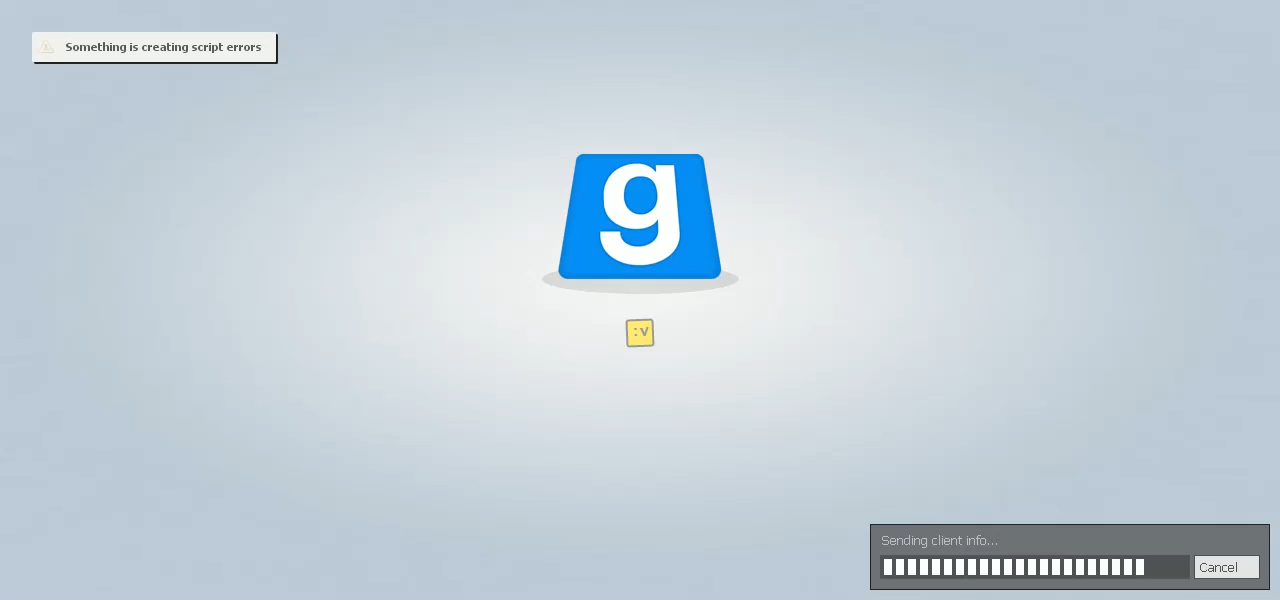 Something is creating script errors
g
:v
Sending client info...
Cancel